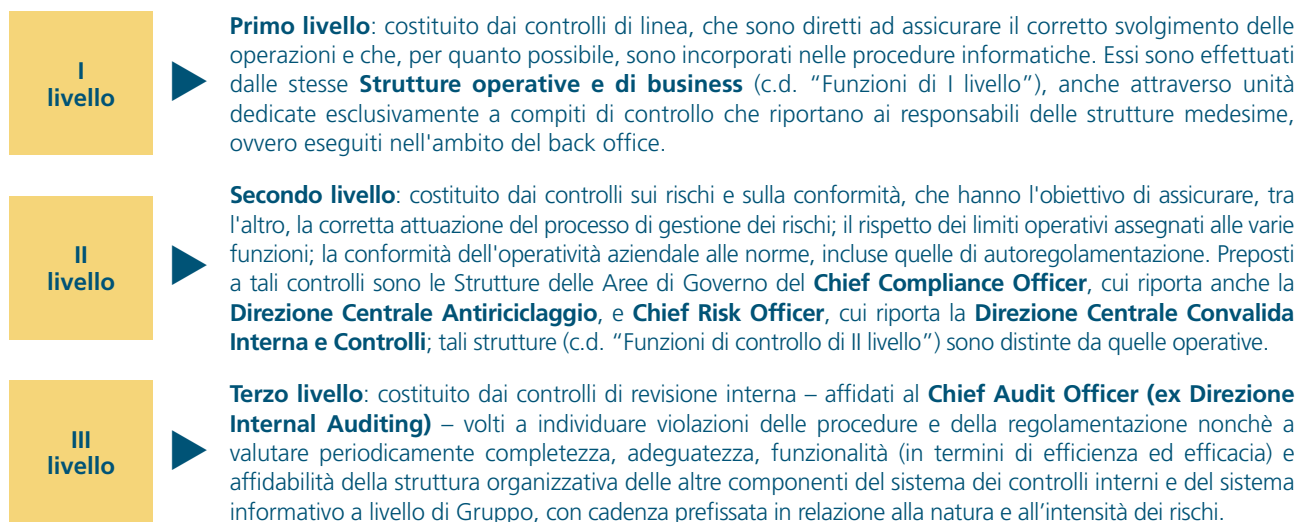 I
livello
Primo livello: costituito dai controlli di linea, che sono diretti ad assicurare il corretto svolgimento delle
operazioni e che, per quanto possibile, sono incorporati nelle procedure informatiche. Essi sono effettuati
dalle stesse Strutture operative e di business (c.d. “Funzioni di I livello”), anche attraverso unità
dedicate esclusivamente a compiti di controllo che riportano ai responsabili delle strutture medesime,
ovvero eseguiti nell'ambito del back office.
II
livello
Secondo livello: costituito dai controlli sui rischi e sulla conformità, che hanno l'obiettivo di assicurare, tra
l'altro, la corretta attuazione del processo di gestione dei rischi; il rispetto dei limiti operativi assegnati alle varie
funzioni; la conformità dell'operatività aziendale alle norme, incluse quelle di autoregolamentazione. Preposti
a tali controlli sono le Strutture delle Aree di Governo del Chief Compliance Officer, cui riporta anche la
Direzione Centrale Antiriciclaggio, e Chief Risk Officer, cui riporta la Direzione Centrale Convalida
Interna e Controlli; tali strutture (c.d. “Funzioni di controllo di II livello”) sono distinte da quelle operative.
III
livello
Terzo livello: costituito dai controlli di revisione interna – affidati al Chief Audit Officer (ex Direzione
Internal Auditing) – volti a individuare violazioni delle procedure e della regolamentazione nonchè a
valutare periodicamente completezza, adeguatezza, funzionalità (in termini di efficienza ed efficacia) e
affidabilità della struttura organizzativa delle altre componenti del sistema dei controlli interni e del sistema
informativo a livello di Gruppo, con cadenza prefissata in relazione alla natura e all’intensità dei rischi.